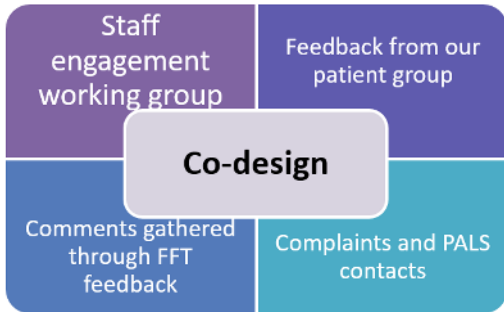 Staff
engagement
working group
Feedback from our
patient group
Co-design
Comments gathered
through FFT
feedback
Complaints and PALS
contacts